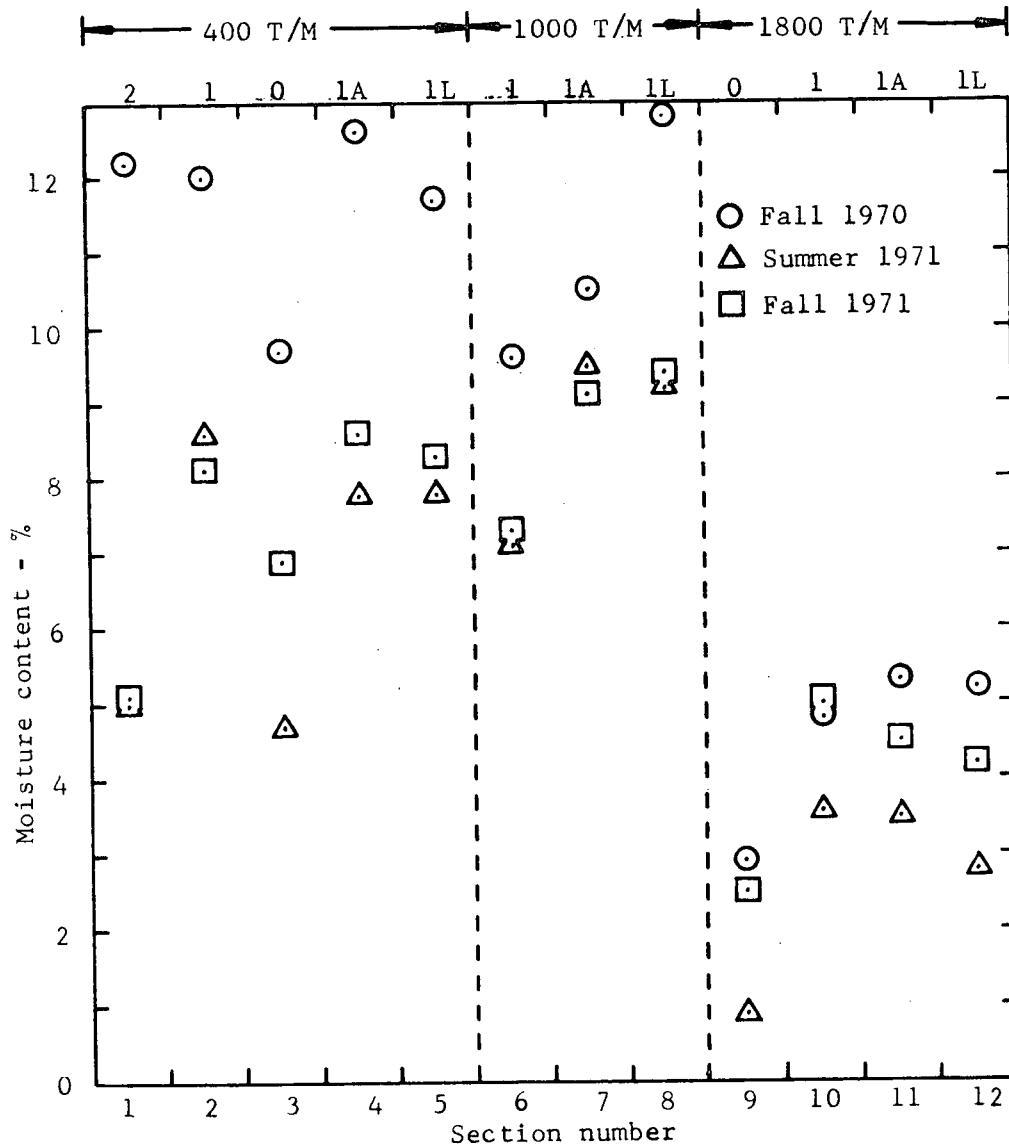 400 T/M 1000 T/M 1800 T/M
2 1 0 1A 1L 1 1A 1L 0 1 1A 1L
Fall 1970
Summer 1971
Fall 1971
12
10
8
6
4
2
0
Moisture content - %
1 2 3 4 5 6 7 8 9 10 11 12
Section number